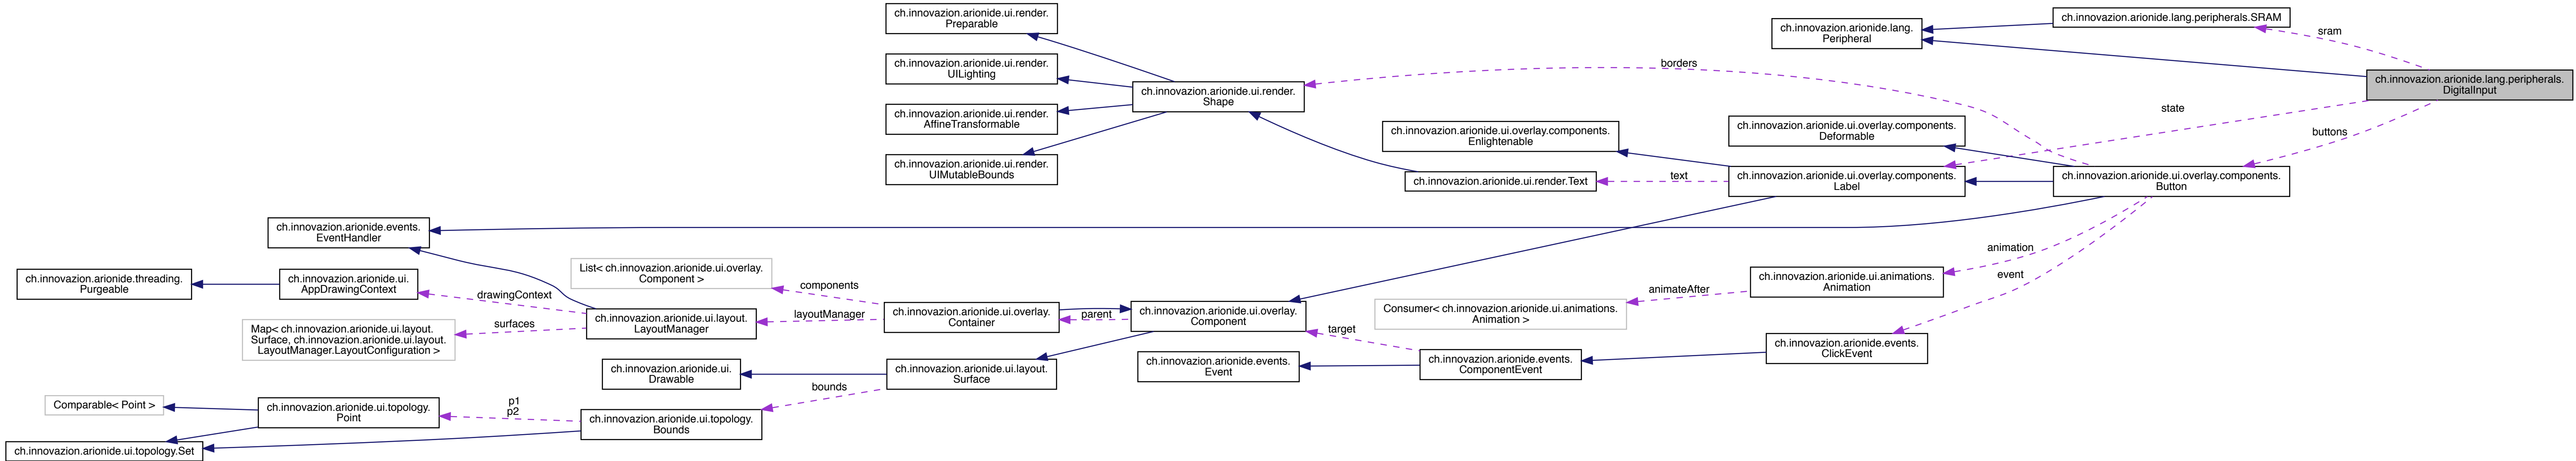 ch.innovazion.arionide.ui.render.
Preparable
ch.innovazion.arionide.lang.peripherals.SRAM
ch.innovazion.arionide.lang.
Peripheral
sram
ch.innovazion.arionide.ui.render.
UILighting
borders
ch.innovazion.arionide.lang.peripherals.
DigitalInput
ch.innovazion.arionide.ui.render.
Shape
state
ch.innovazion.arionide.ui.render.
AffineTransformable
ch.innovazion.arionide.ui.overlay.components.
Enlightenable
ch.innovazion.arionide.ui.overlay.components.
Deformable
buttons
ch.innovazion.arionide.ui.render.
UIMutableBounds
ch.innovazion.arionide.ui.render.Text
text
ch.innovazion.arionide.ui.overlay.components.
Label
ch.innovazion.arionide.ui.overlay.components.
Button
ch.innovazion.arionide.events.
EventHandler
animation
List< ch.innovazion.arionide.ui.overlay.
Component >
event
ch.innovazion.arionide.threading.
Purgeable
ch.innovazion.arionide.ui.
AppDrawingContext
drawingContext
components
animateAfter
ch.innovazion.arionide.ui.animations.
Animation
Map< ch.innovazion.arionide.ui.layout.
Surface, ch.innovazion.arionide.ui.layout.
LayoutManager.LayoutConfiguration >
surfaces
ch.innovazion.arionide.ui.layout.
LayoutManager
layoutManager
ch.innovazion.arionide.ui.overlay.
Container
parent
ch.innovazion.arionide.ui.overlay.
Component
Consumer< ch.innovazion.arionide.ui.animations.
Animation >
target
ch.innovazion.arionide.events.
ClickEvent
ch.innovazion.arionide.ui.
Drawable
ch.innovazion.arionide.ui.layout.
Surface
ch.innovazion.arionide.events.
Event
ch.innovazion.arionide.events.
ComponentEvent
bounds
Comparable< Point >
ch.innovazion.arionide.ui.topology.
Point
p1
p2
ch.innovazion.arionide.ui.topology.
Bounds
ch.innovazion.arionide.ui.topology.Set